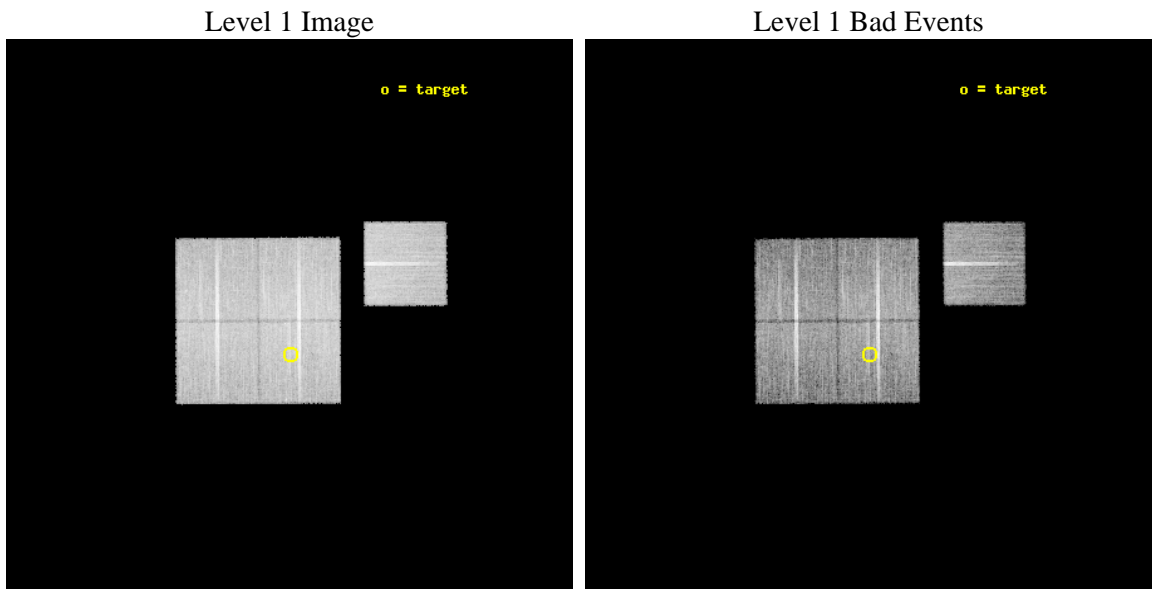 Level 1 Image
Level 1 Bad Events
o = target
o = target